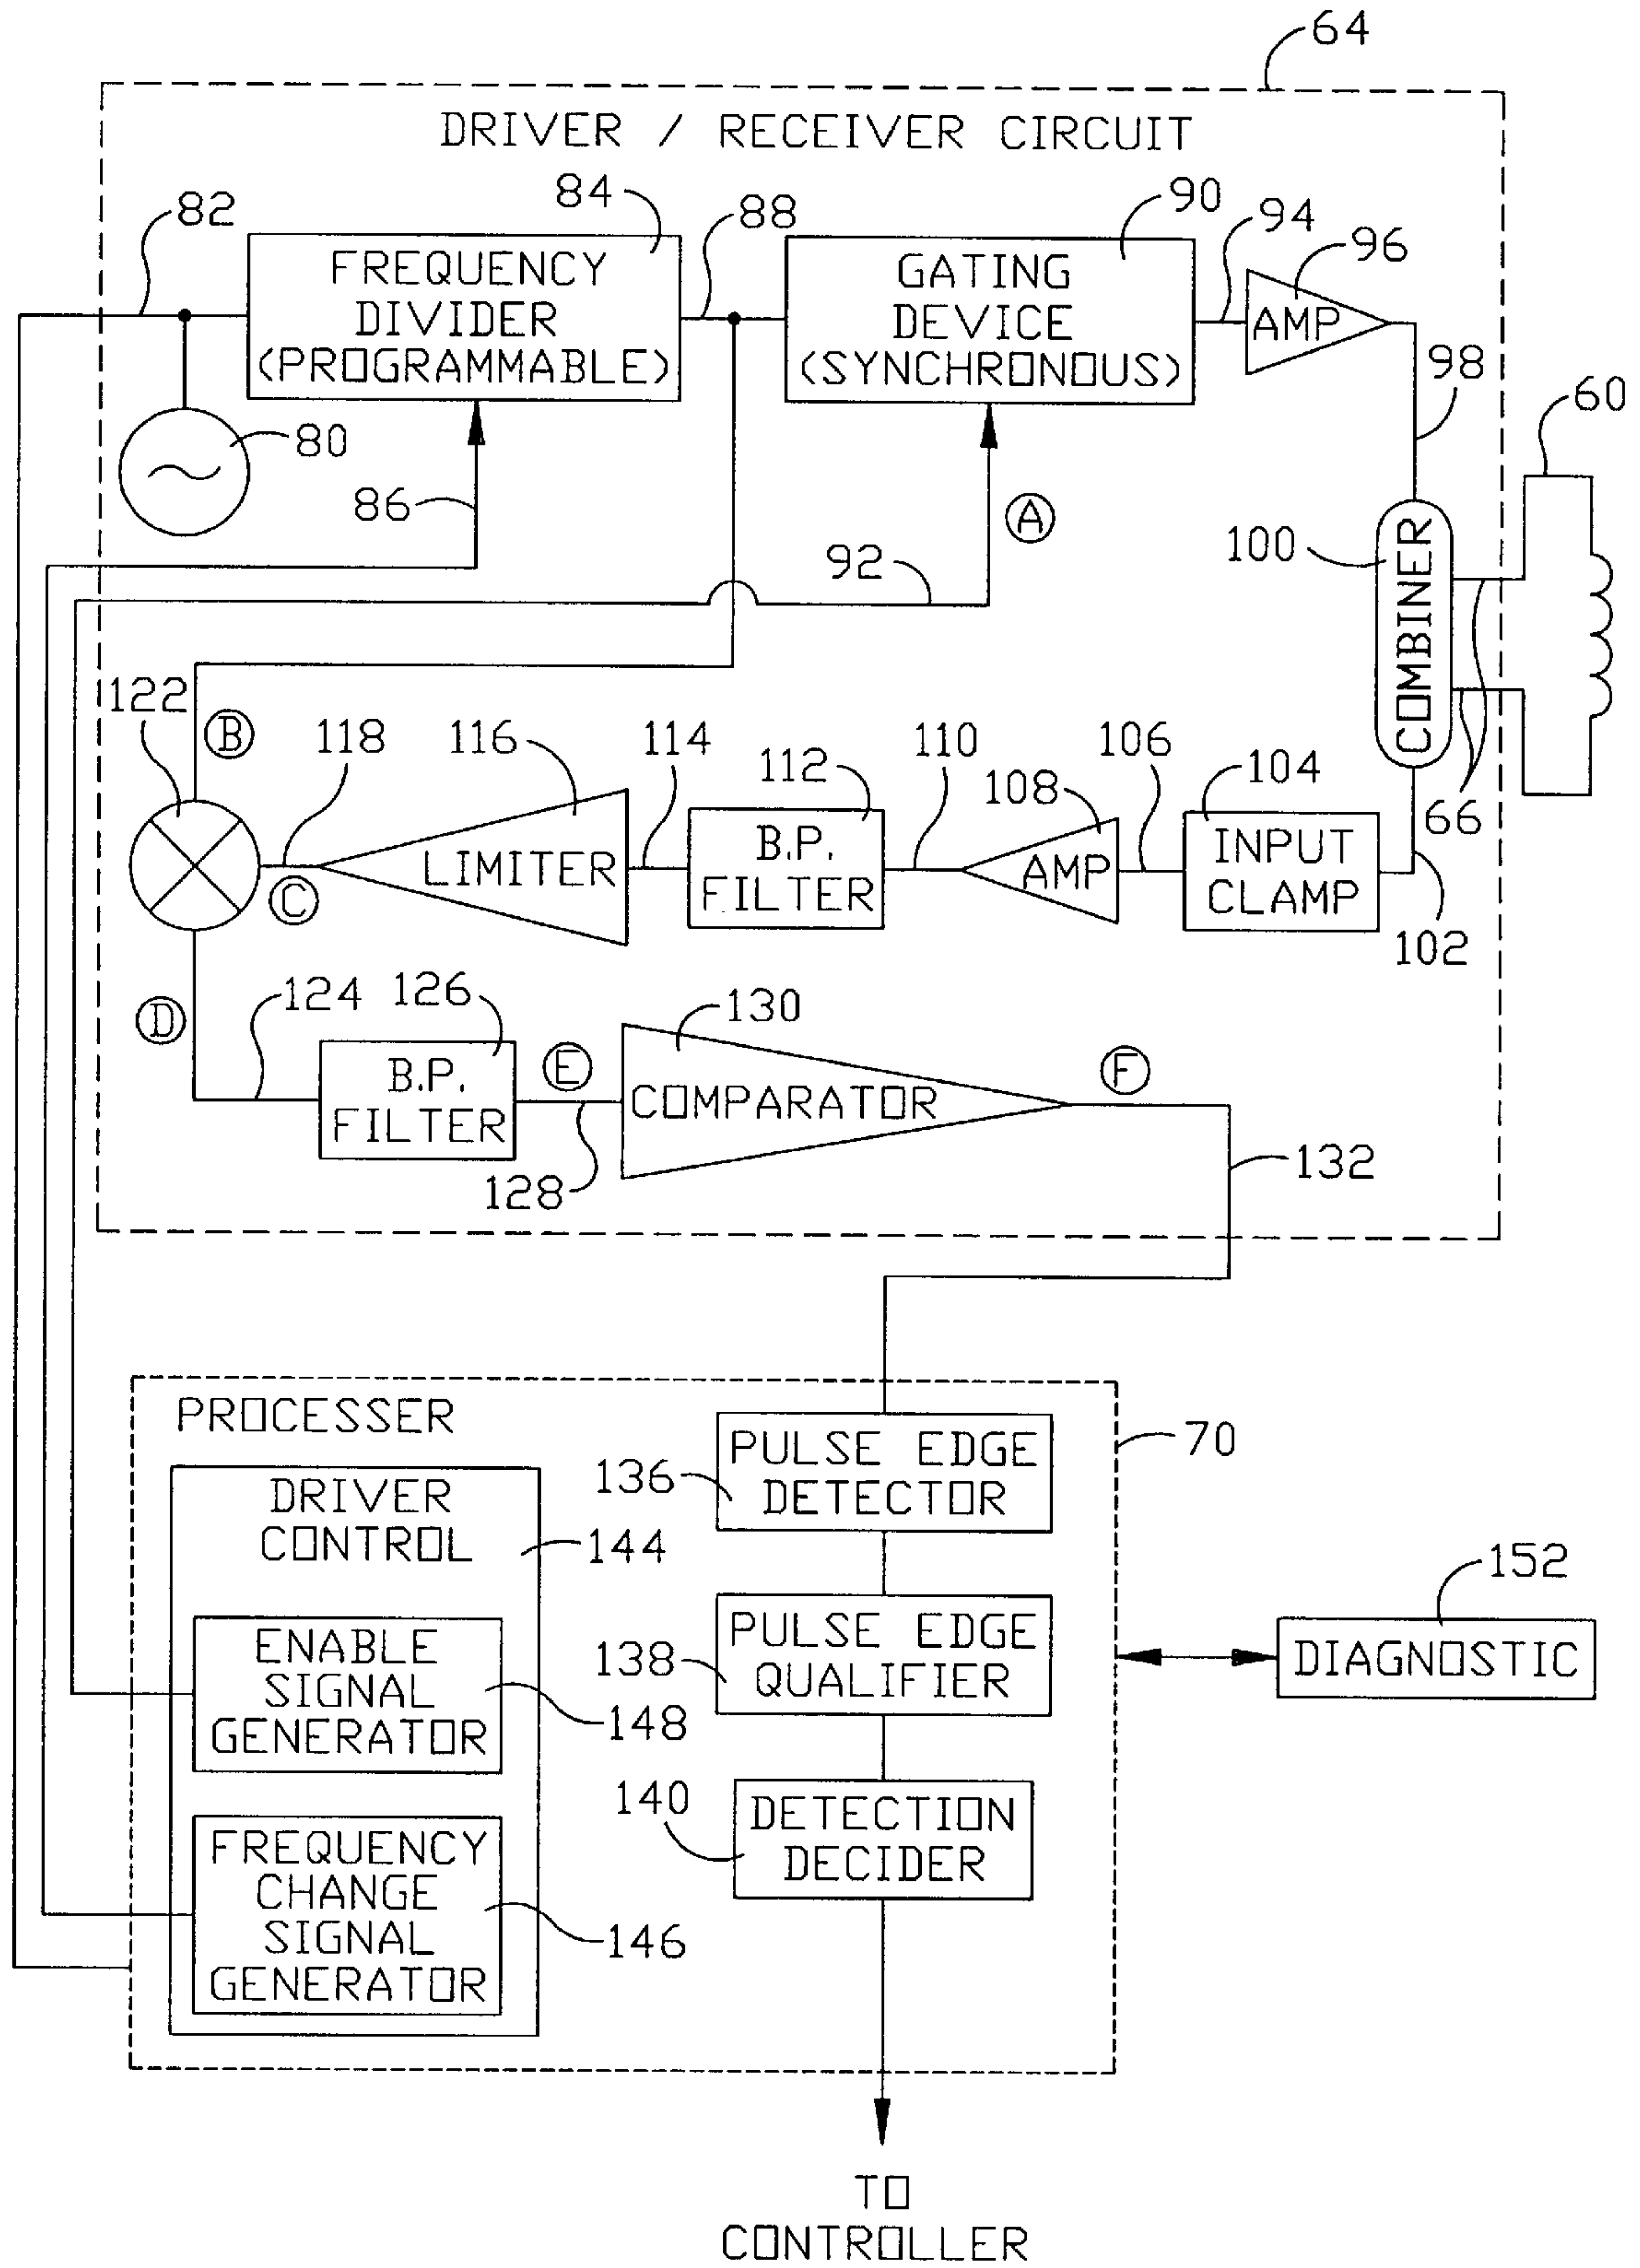 64
DRIVER / RECEIVER CIRCUIT
82
84
88
90
94
96
FREQUENCY
DIVIDER
(PROGRAMMABLE)
GATING
DEVICE
(SYNCHRONOUS)
AMP
98
60
80
86
A
92
100
COMBINER
66
122
B
118
116
114
112
110
108
106
104
LIMITER
B.P.
FILTER
AMP
INPUT
CLAMP
C
102
D
124
126
B.P.
FILTER
E
128
130
COMPARATOR
F
132
PROCESSER
70
DRIVER
CONTROL
144
ENABLE
SIGNAL
GENERATOR
148
FREQUENCY
CHANGE
SIGNAL
GENERATOR
146
136
PULSE EDGE
DETECTOR
138
PULSE EDGE
QUALIFIER
140
DETECTION
DECIDER
152
DIAGNOSTIC
TO
CONTROLLER